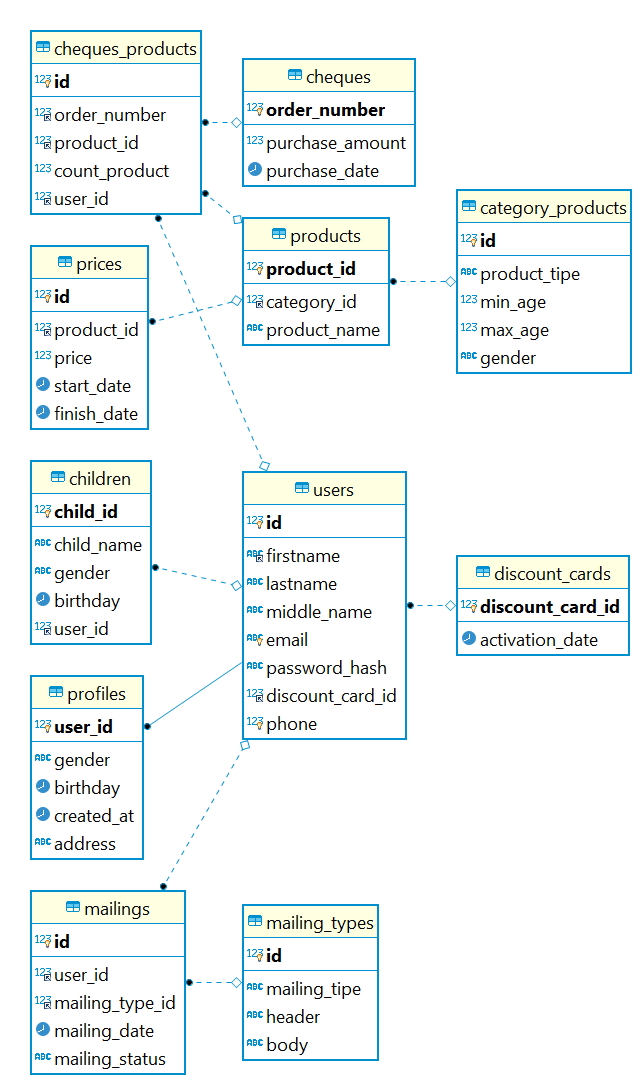 cheques_products
123 id
123 order_number
123 product_id
123 count_product
123 user_id
cheques
123 order_number
123 purchase_amount
purchase_date
products
123 product_id
123 category_id
ABC product_name
category_products
123 id
ABC product_tipe
123 min_age
123 max_age
ABC gender
prices
123 id
123 product_id
123 price
start_date
finish_date
children
123 child_id
ABC child_name
ABC gender
birthday
123 user_id
users
123 id
ABC firstname
ABC lastname
ABC middle_name
ABC email
ABC password_hash
123 discount_card_id
123 phone
discount_cards
123 discount_card_id
activation_date
profiles
123 user_id
ABC gender
birthday
created_at
ABC address
mailings
123 id
123 user_id
123 mailing_type_id
mailing_date
ABC mailing_status
mailing_types
123 id
ABC mailing_tipe
ABC header
ABC body